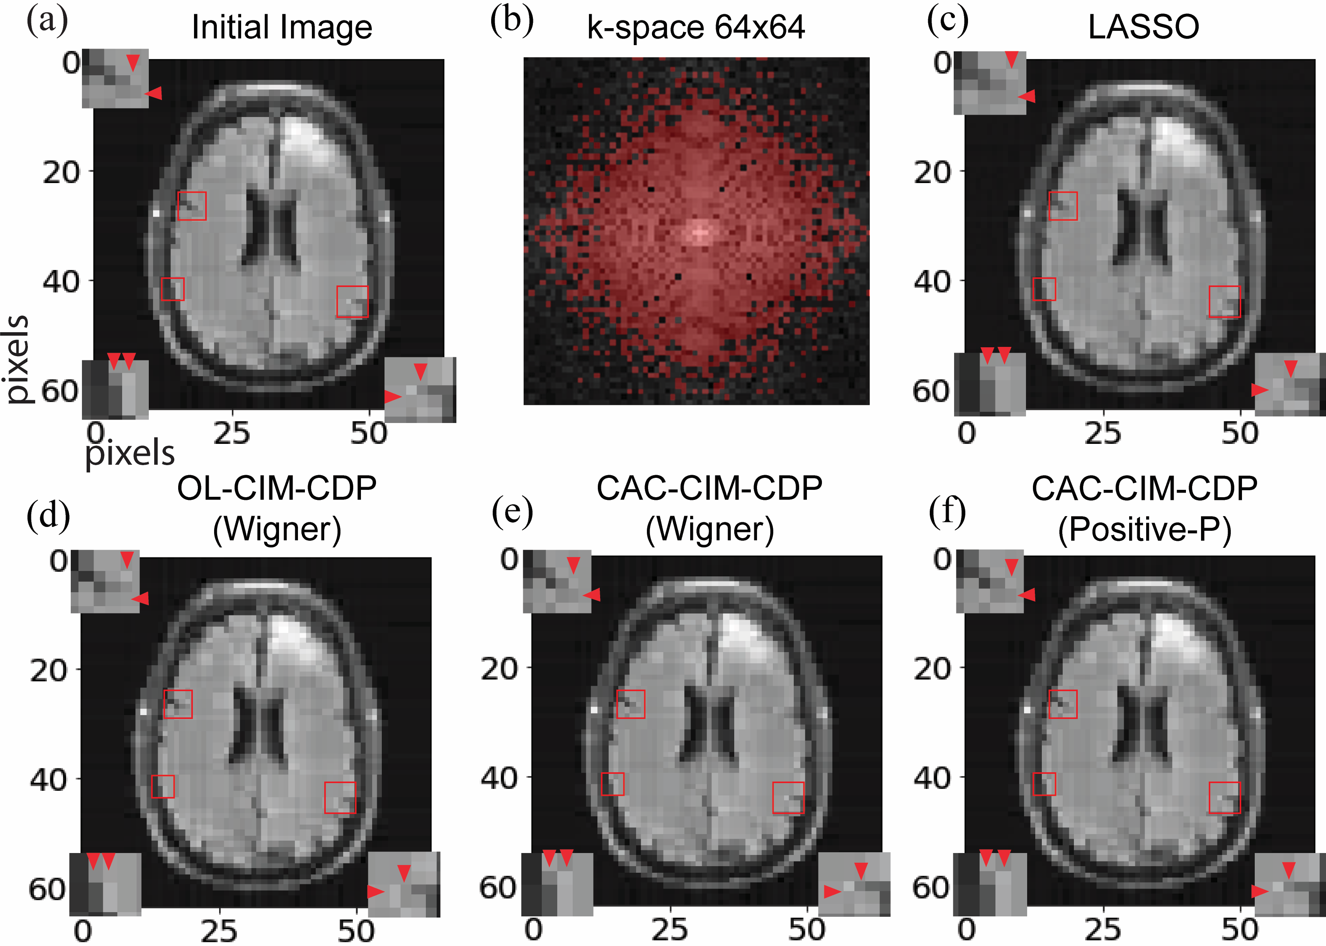 (a)
Initial Image
(b)
k-space 64x64
(c)
LASSO
0
20
40
60
pixels
0
25
50
pixels
0
20
40
60
0
25
50
(d)
OL-CIM-CDP
(Wigner)
(e)
CAC-CIM-CDP
(Wigner)
(f)
CAC-CIM-CDP
(Positive-P)
0
20
40
60
0
25
50
0
20
40
60
0
25
50
0
20
40
60
0
25
50